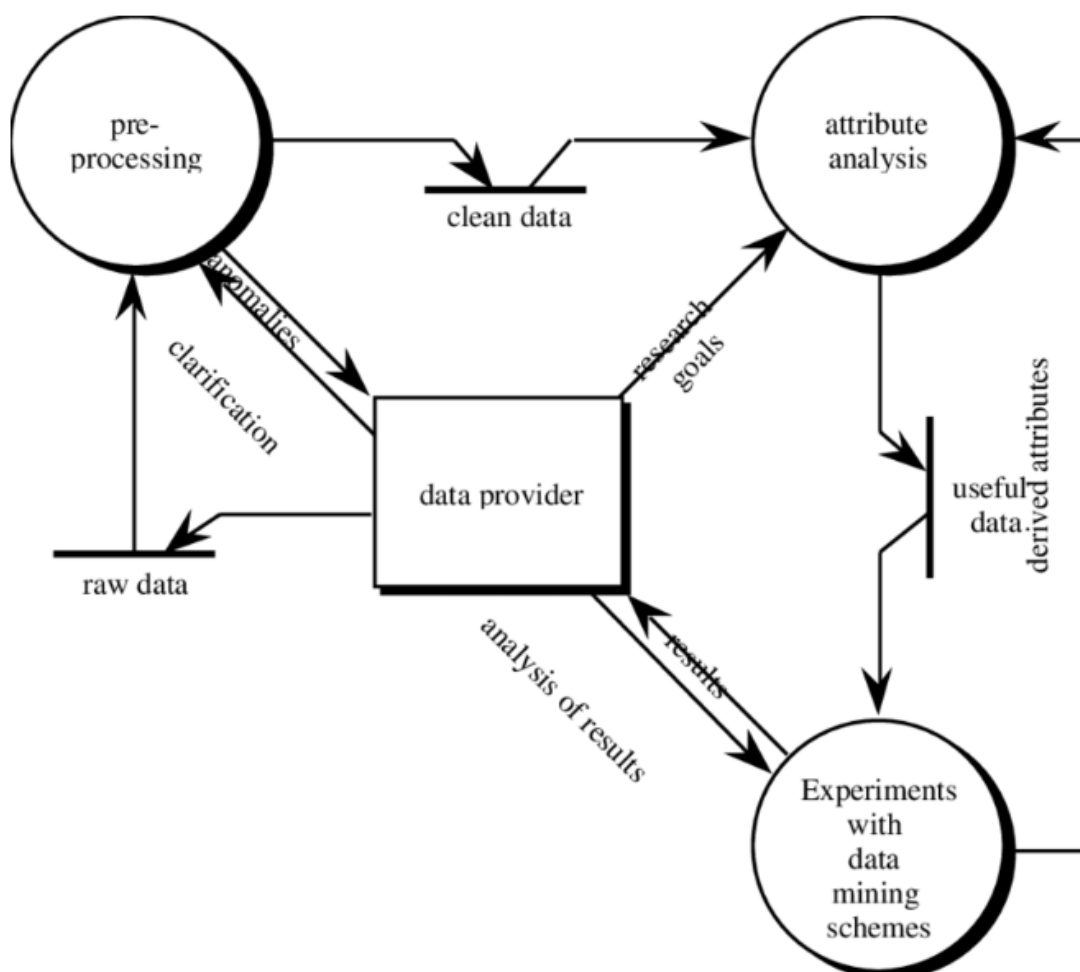 pre-
processing
attribute
analysis
clean data
anomalies
clarification
research
goals
data provider
raw data
useful
data.
derived attributes
analysis of results
results
Experiments
with
data
mining
schemes